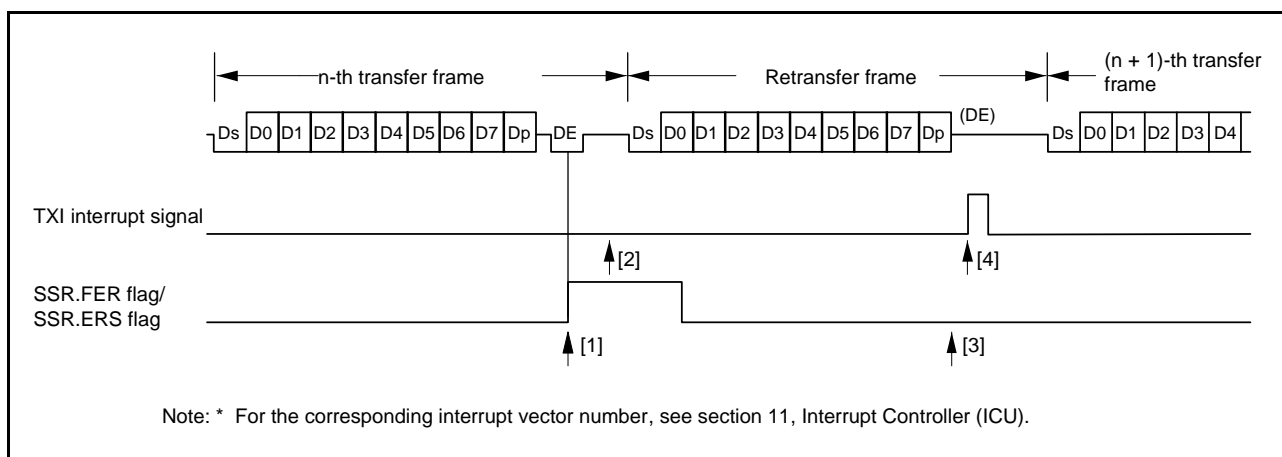 n-th transfer frame
Retransfer frame
(n + 1)-th transfer
frame
Ds D0 D1 D2 D3 D4 D5 D6 D7 Dp DE Ds D0 D1 D2 D3 D4 D5 D6 D7 Dp (DE) Ds D0 D1 D2 D3 D4
TXI interrupt signal
[2]
[4]
SSR.FER flag/
SSR.ERS flag
[1]
[3]
Note: * For the corresponding interrupt vector number, see section 11, Interrupt Controller (ICU).